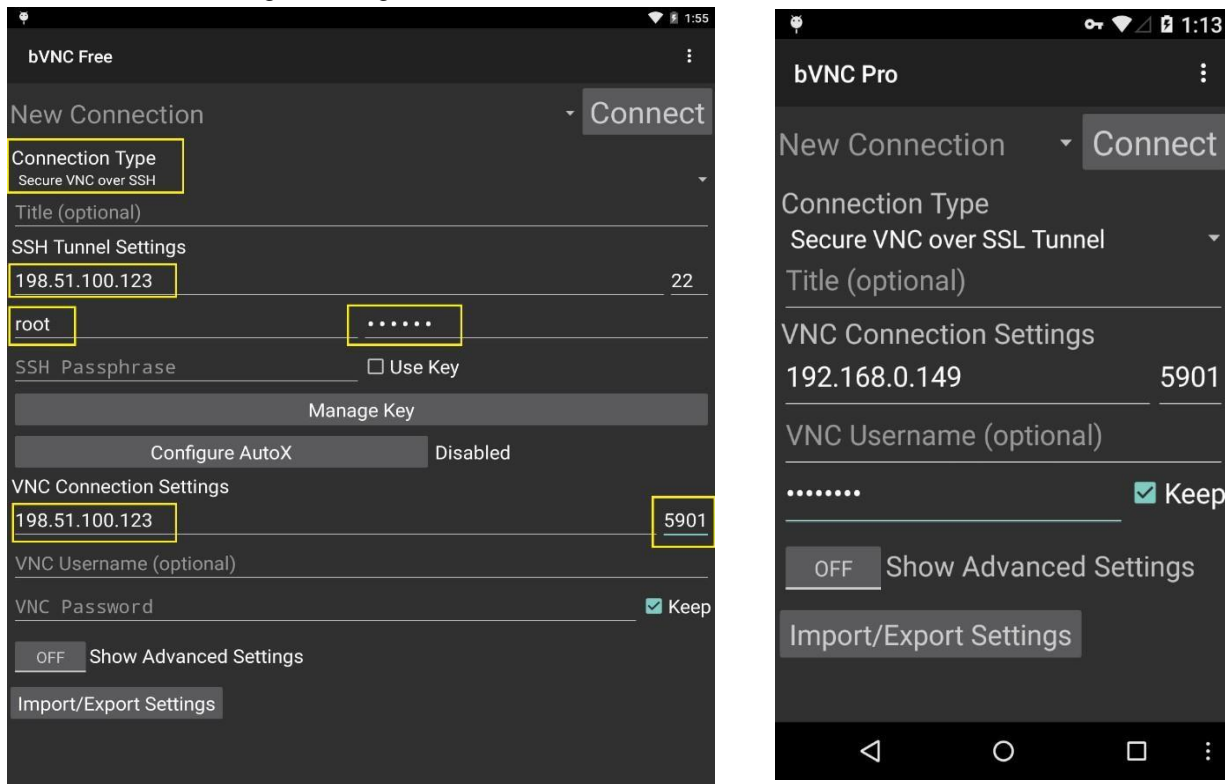 1:55
bVNC Free
New Connection Connect
Connection Type
Secure VNC over SSH
Title (optional)
SSH Tunnel Settings
198.51.100.123 22
root ••••••
SSH Passphrase Use Key
Manage Key
Configure AutoX Disabled
VNC Connection Settings
198.51.100.123 5901
VNC Username (optional)
VNC Password Keep
OFF Show Advanced Settings
Import/Export Settings
1:13
bVNC Pro
New Connection Connect
Connection Type
Secure VNC over SSL Tunnel
Title (optional)
VNC Connection Settings
192.168.0.149 5901
VNC Username (optional)
•••••••• Keep
OFF Show Advanced Settings
Import/Export Settings